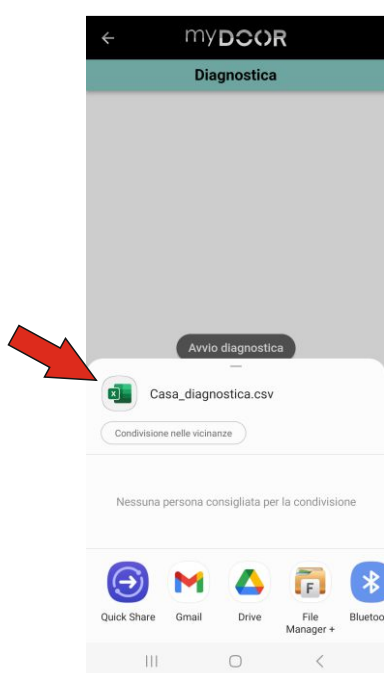 myDOOR
Diagnostica
Avvio diagnostica
Casa_diagnostica.csv
Condivisione nelle vicinanze
Nessuna persona consigliata per la condivisione
Quick Share
Gmail
Drive
File
Manager +
Bluetoo